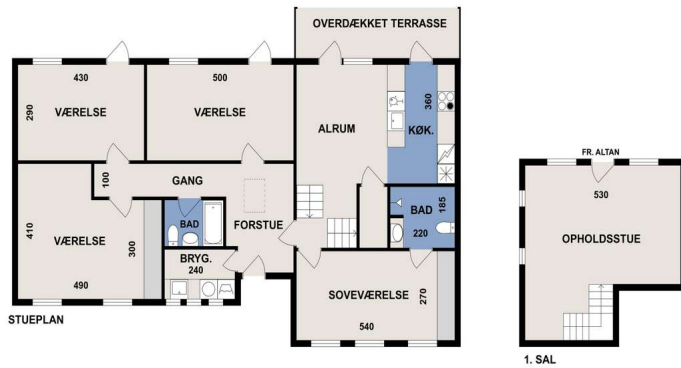 OVERDÆKKET TERRASSE
430
290
VÆRELSE
500
VÆRELSE
ALRUM
360
KØK.
100
GANG
FORSTUE
410
VÆRELSE
300
490
BAD
BRYG.
240
BAD
185
220
SOVEVÆRELSE
270
540
STUEPLAN
FR. ALTAN
530
OPHOLDSSTUE
1. SAL